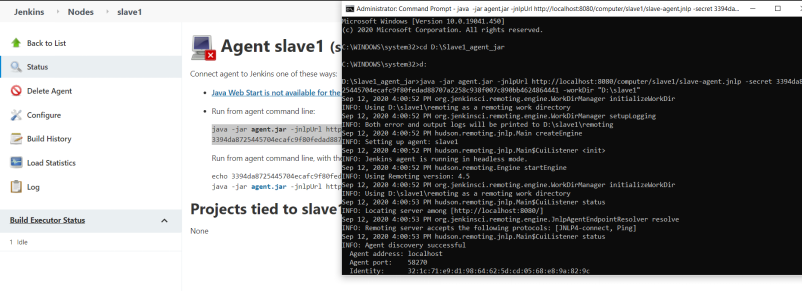 Jenkins
Nodes
slave1
Back to List
Status
Delete Agent
Configure
Build History
Load Statistics
Log
Build Executor Status
1 Idle
Agent slave1 (s
Connect agent to Jenkins one of these ways:
Java Web Start is not available for the
Run from agent command line:
java -jar agent.jar -jnlpUrl http
3394da8725445704ecafc9f80fedad887
Run from agent command line, with the
echo 3394da8725445704ecafc9f80fed
java -jar agent.jar -jnlpUrl http
Projects tied to slave1
None
Administrator: Command Prompt - java -jar agent.jar -jnlpUrl http://localhost:8080/computer/slave1/slave-agent.jnlp -secret 3394da...
Microsoft Windows [Version 10.0.19041.450]
(c) 2020 Microsoft Corporation. All rights reserved.
C:\WINDOWS\system32>cd D:\Slave1_agent_jar
C:\WINDOWS\system32>d:
D:\Slave1_agent_jar>java -jar agent.jar -jnlpUrl http://localhost:8080/computer/slave1/slave-agent.jnlp -secret 3394da8
-workDir "D:\slave1"
Sep 12, 2020 4:00:52 PM org.jenkinsci.remoting.engine.WorkDirManager initializeWorkDir
INFO: Using D:\slave1\remoting as a remoting work directory
Sep 12, 2020 4:00:52 PM org.jenkinsci.remoting.engine.WorkDirManager setupLogging
INFO: Both error and output logs will be printed to D:\slave1\remoting
Sep 12, 2020 4:00:52 PM hudson.remoting.jnlp.Main createEngine
INFO: Setting up agent: slave1
Sep 12, 2020 4:00:52 PM hudson.remoting.jnlp.Main$CuiListener <init>
INFO: Jenkins agent is running in headless mode.
Sep 12, 2020 4:00:52 PM hudson.remoting.Engine startEngine
INFO: Using Remoting version: 4.5
Sep 12, 2020 4:00:52 PM org.jenkinsci.remoting.engine.WorkDirManager initializeWorkDir
INFO: Using D:\slave1\remoting as a remoting work directory
Sep 12, 2020 4:00:53 PM hudson.remoting.jnlp.Main$CuiListener status
INFO: Locating server among [http://localhost:8080/]
Sep 12, 2020 4:00:53 PM org.jenkinsci.remoting.engine.JnlpAgentEndpointResolver resolve
INFO: Remoting server accepts the following protocols: [JNLP4-connect, Ping]
Sep 12, 2020 4:00:53 PM hudson.remoting.jnlp.Main$CuiListener status
INFO: Agent discovery successful
Agent address: localhost
Agent port: 58270
Identity: 32:1c:71:e9:d1:98:64:62:5d:cd:05:68:e8:9a:82:9c